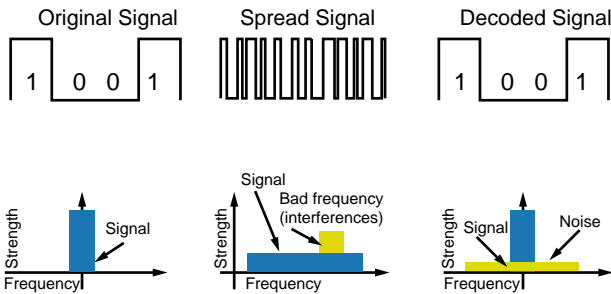 Original Signal
Spread Signal
Decoded Signal
1 0 0 1
1 0 0 1
Strength
Signal
Frequency
Signal
Bad frequency
(interferences)
Strength
Frequency
Strength
Signal
Noise
Frequency